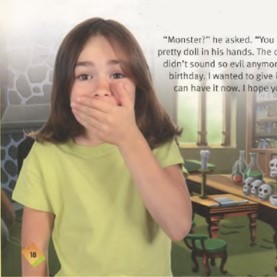 "Monster?" he asked. "You
pretty doll in his hands. The
didn't sound so evil anymor
birthday. I wanted to give i
can have it now. I hope yo
18